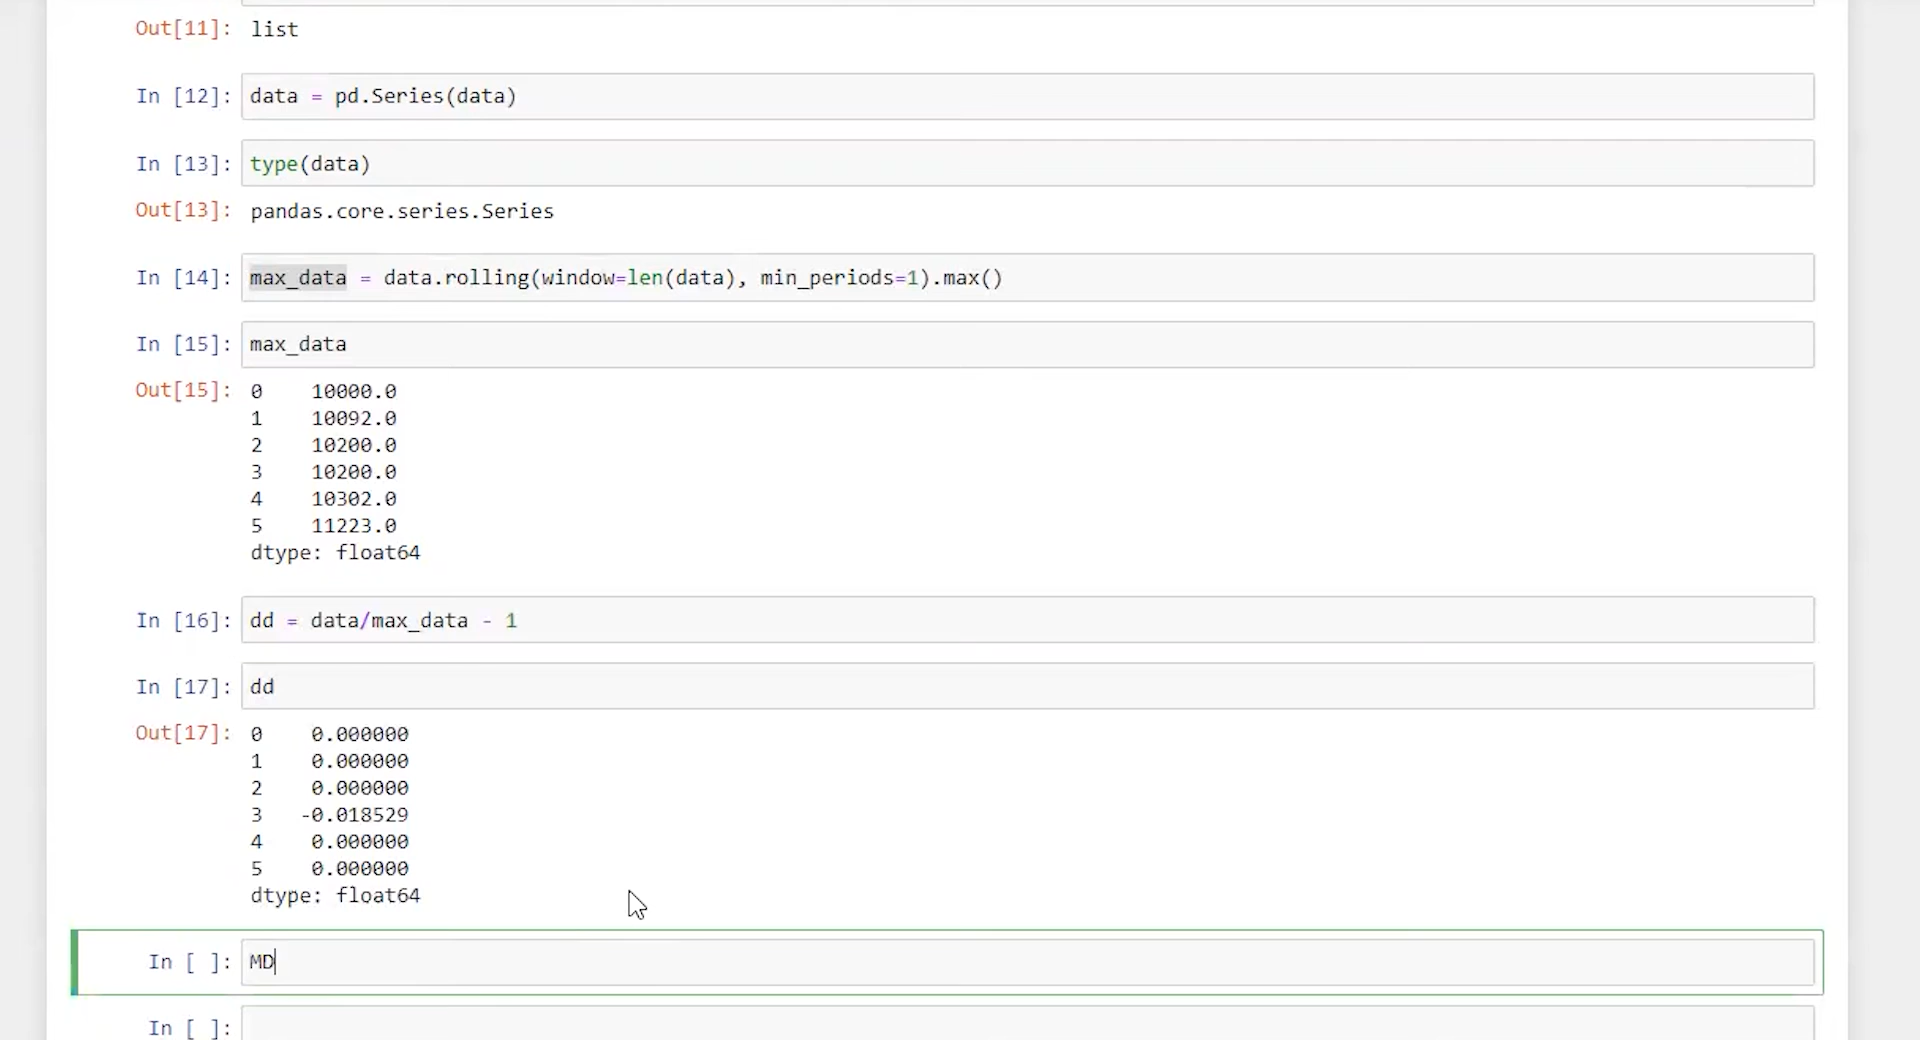 Out[11]: list
In [12]: data = pd.Series(data)
In [13]: type(data)
Out[13]: pandas.core.series.Series
In [14]: max_data = data.rolling(window=len(data), min_periods=1).max()
In [15]: max_data
Out[15]: 0    10000.0
1    10092.0
2    10200.0
3    10200.0
4    10302.0
5    11223.0
dtype: float64
In [16]: dd = data/max_data - 1
In [17]: dd
Out[17]: 0    0.000000
1    0.000000
2    0.000000
3   -0.018529
4    0.000000
5    0.000000
dtype: float64
In [ ]: MD
In [ ]: